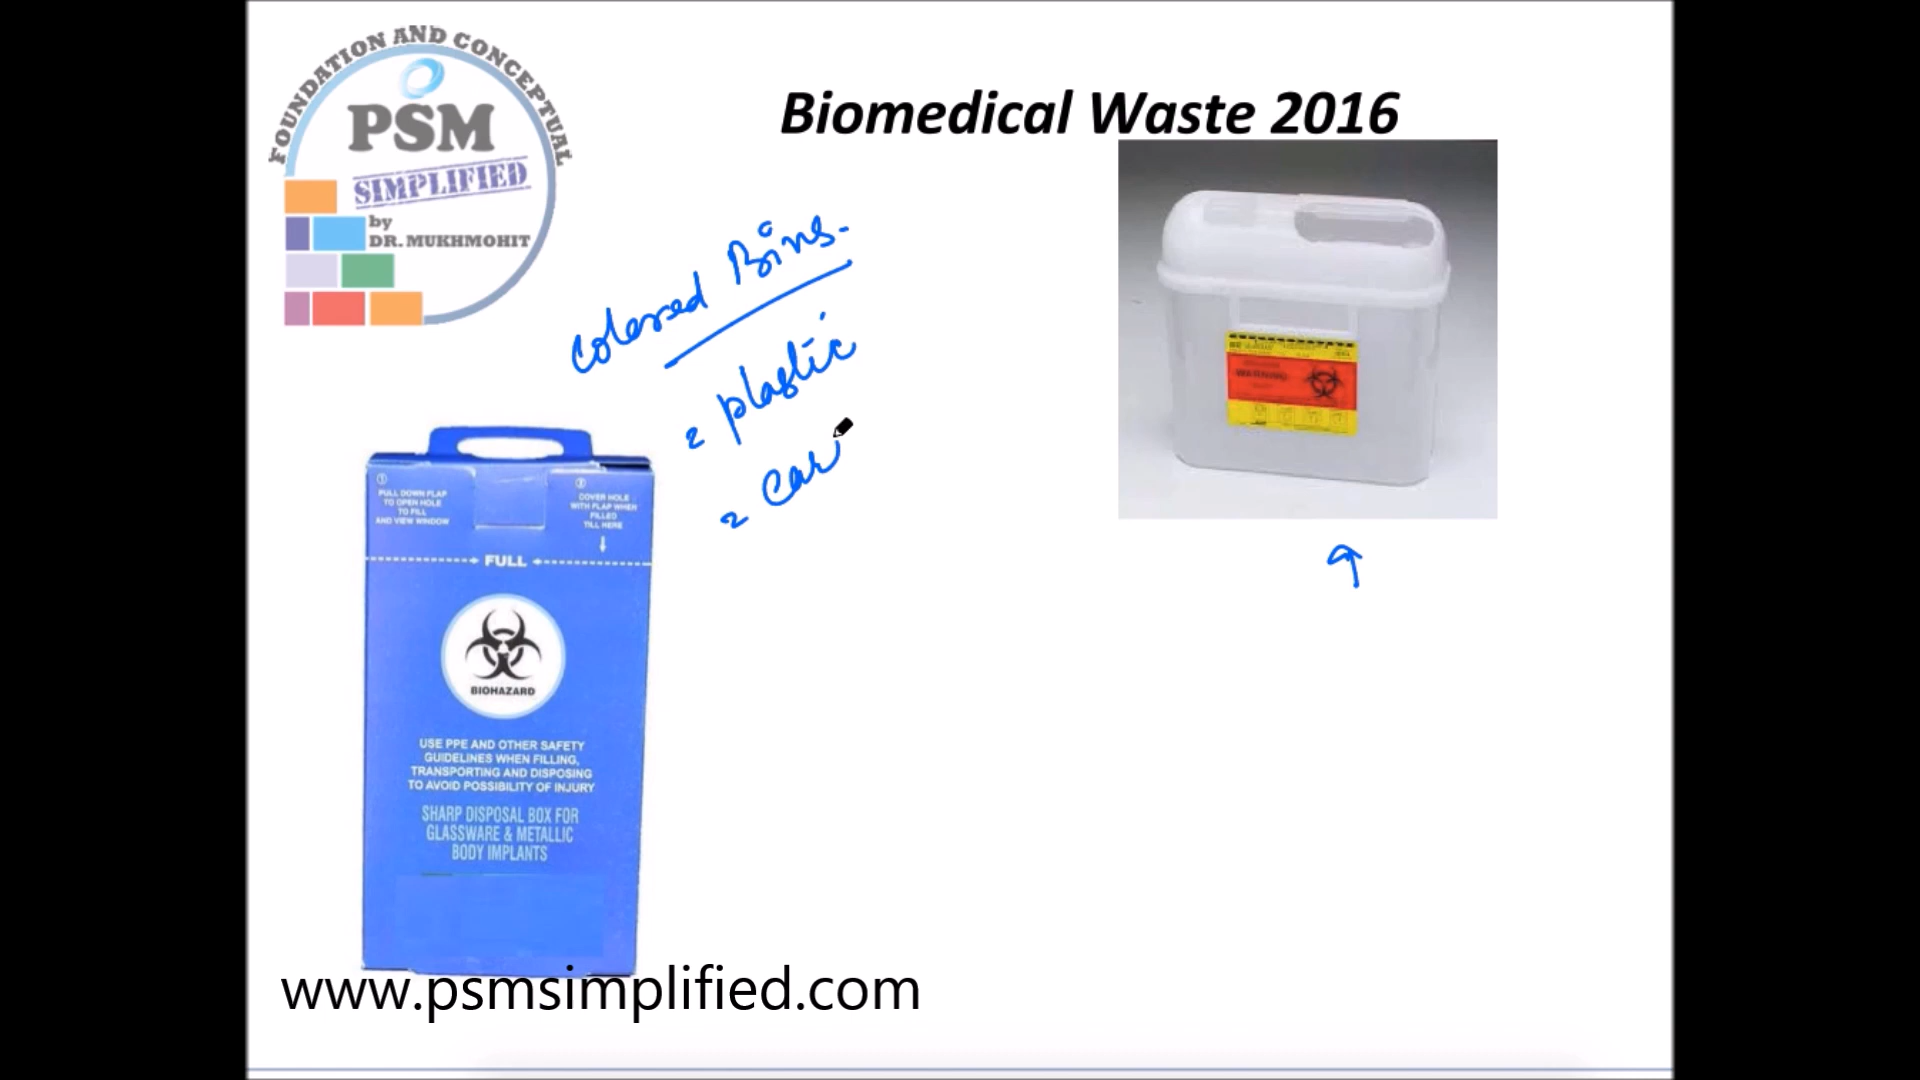 FOUNDATION AND CONCEPTUAL
PSM
SIMPLIFIED
by
DR. MUKHMOHIT
Biomedical Waste 2016
Colored Bins.
2 plastic
2 Car
WARNING
1
PULL DOWN FLAP
TO OPEN HOLE
TO FILL
AND VIEW WINDOW
2
COVER HOLE
WITH FLAP WHEN
FILLED
TILL HERE
FULL
BIOHAZARD
USE PPE AND OTHER SAFETY
GUIDELINES WHEN FILLING,
TRANSPORTING AND DISPOSING
TO AVOID POSSIBILITY OF INJURY
SHARP DISPOSAL BOX FOR
GLASSWARE & METALLIC
BODY IMPLANTS
www.psmsimplified.com